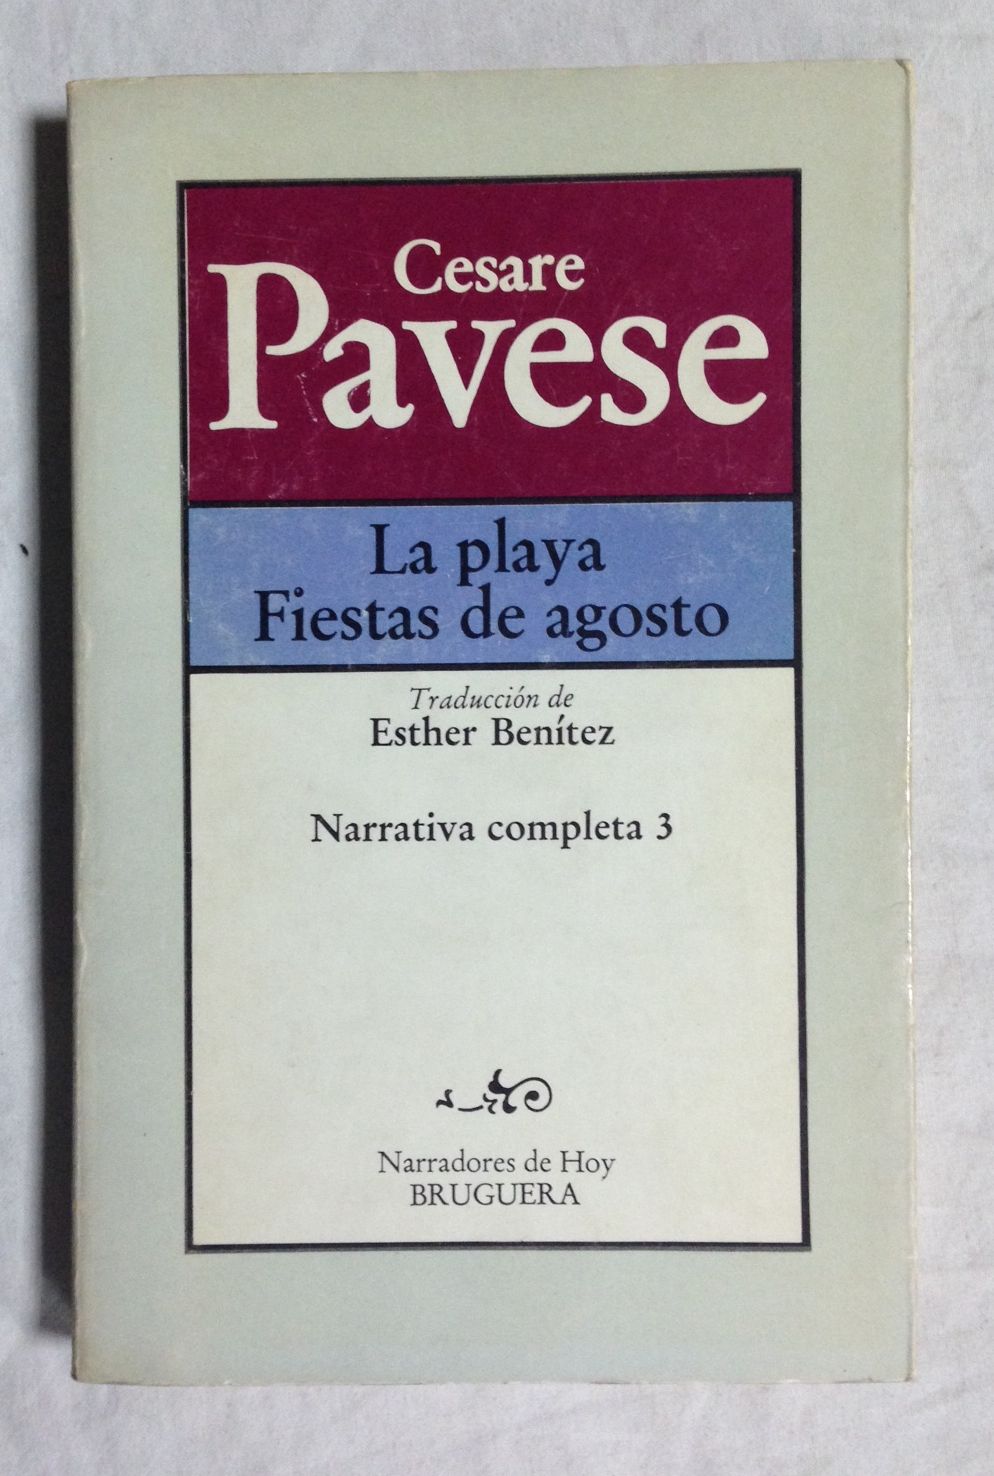 Cesare
Pavese
La playa
Fiestas de agosto
Traducción de
Esther Benítez
Narrativa completa 3
Narradores de Hoy
BRUGUERA